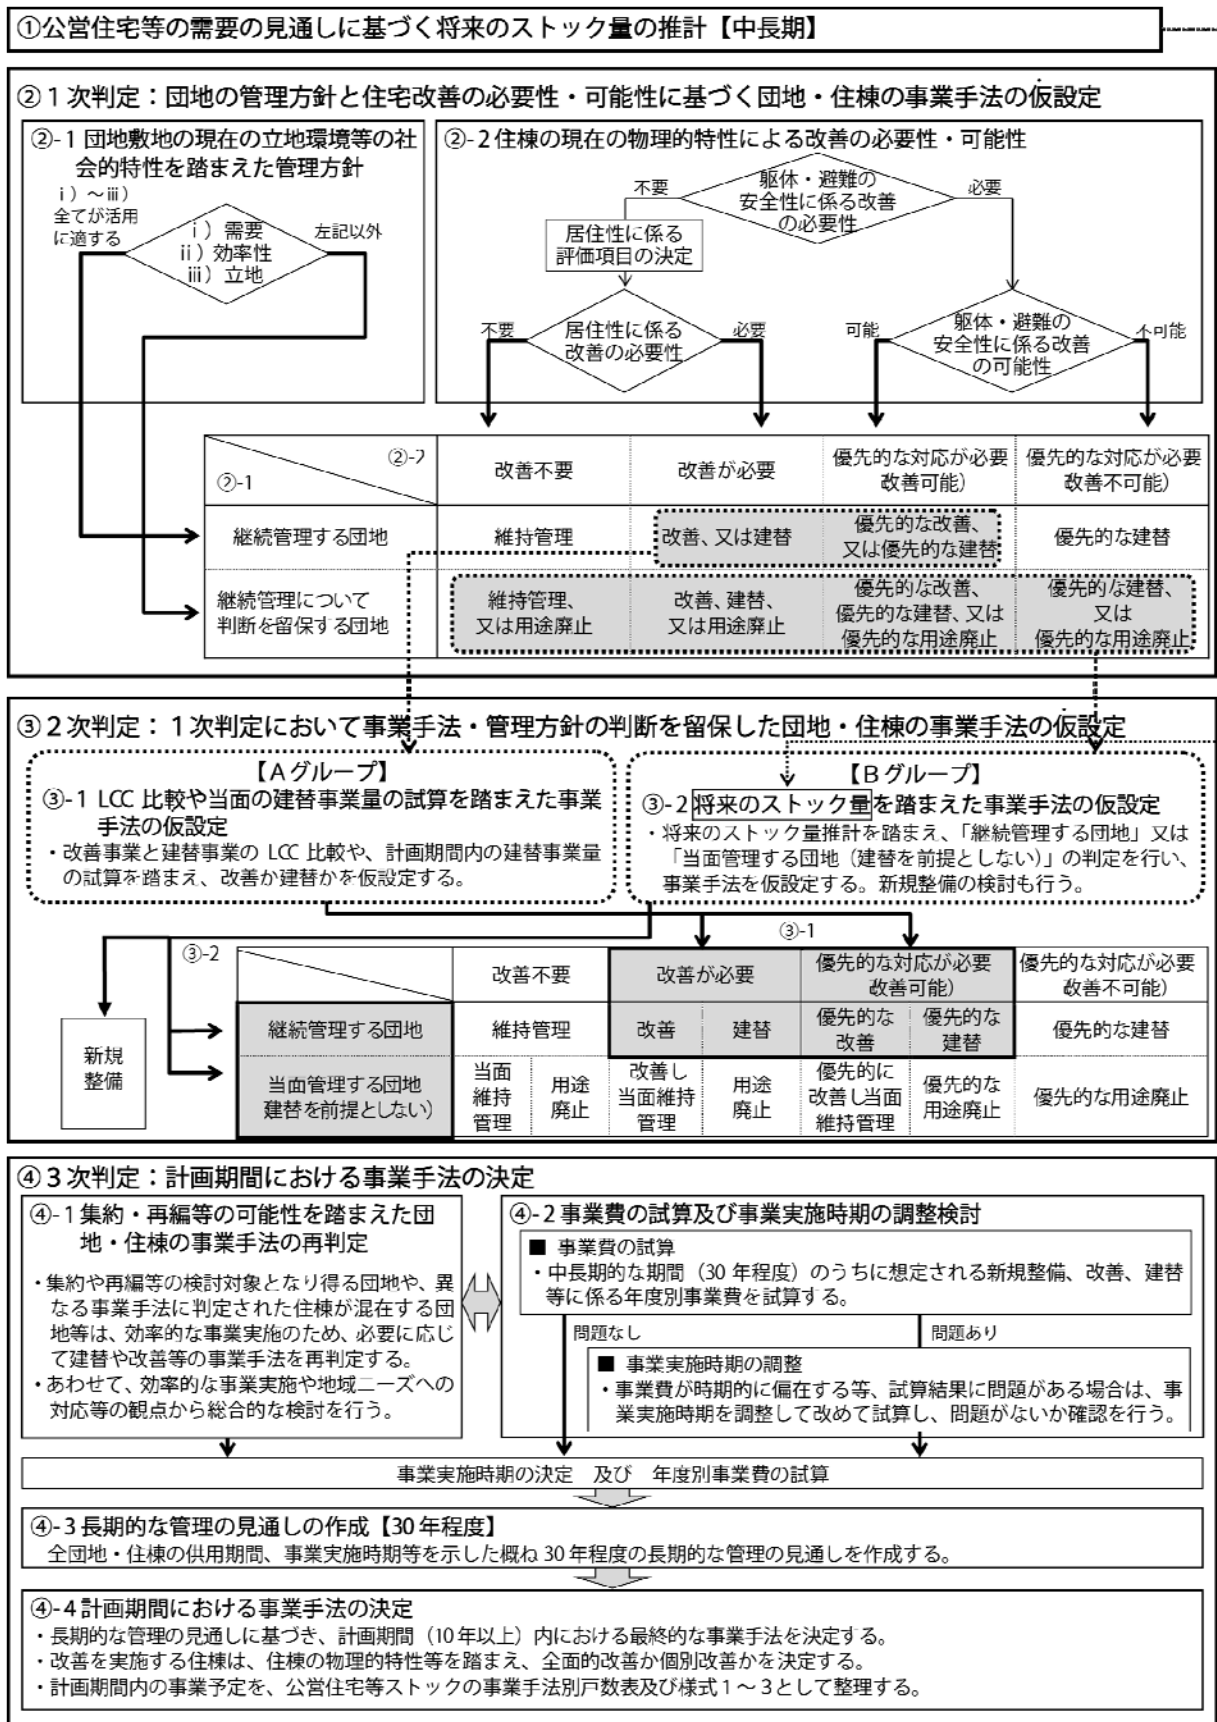 ①公営住宅等の需要の見通しに基づく将来のストック量の推計【中長期】
②１次判定：団地の管理方針と住宅改善の必要性・可能性に基づく団地・住棟の事業手法の仮設定
②-1 団地敷地の現在の立地環境等の社
会的特性を踏まえた管理方針
ⅰ）～ⅲ）
全てが活用
に適する
ⅰ）需要
ⅱ）効率性
ⅲ）立地
左記以外
②-2 住棟の現在の物理的特性による改善の必要性・可能性
不要
躯体・避難の
安全性に係る改善
の必要性
必要
居住性に係る
評価項目の決定
不要
居住性に係る
改善の必要性
必要
可能
躯体・避難の
安全性に係る改善
の可能性
不可能
②-2
②-1
改善不要
改善が必要
優先的な対応が必要
改善可能）
優先的な対応が必要
改善不可能）
継続管理する団地
維持管理
改善、又は建替
優先的な改善、
又は優先的な建替
優先的な建替
継続管理について
判断を留保する団地
維持管理、
又は用途廃止
改善、建替、
又は用途廃止
優先的な改善、
優先的な建替、又は
優先的な用途廃止
優先的な建替、
又は
優先的な用途廃止
③２次判定：１次判定において事業手法・管理方針の判断を留保した団地・住棟の事業手法の仮設定
【Aグループ】
③-1 LCC 比較や当面の建替事業量の試算を踏まえた事業
手法の仮設定
・改善事業と建替事業の LCC 比較や、計画期間内の建替事業量
の試算を踏まえ、改善か建替かを仮設定する。
【Bグループ】
③-2 将来のストック量を踏まえた事業手法の仮設定
・将来のストック量推計を踏まえ、「継続管理する団地」又は
「当面管理する団地（建替を前提としない）」の判定を行い、
事業手法を仮設定する。新規整備の検討も行う。
③-1
③-2
改善不要
改善が必要
優先的な対応が必要
改善可能）
優先的な対応が必要
改善不可能）
新規
整備
継続管理する団地
維持管理
改善
建替
優先的な
改善
優先的な
建替
優先的な建替
当面管理する団地
建替を前提としない）
当面
維持
管理
用途
廃止
改善し
当面維持
管理
用途
廃止
優先的に
改善し当面
維持管理
優先的な
用途廃止
優先的な用途廃止
④３次判定：計画期間における事業手法の決定
④-1 集約・再編等の可能性を踏まえた団
地・住棟の事業手法の再判定
・集約や再編等の検討対象となり得る団地や、異
なる事業手法に判定された住棟が混在する団
地等は、効率的な事業実施のため、必要に応じ
て建替や改善等の事業手法を再判定する。
・あわせて、効率的な事業実施や地域ニーズへの
対応等の観点から総合的な検討を行う。
④-2 事業費の試算及び事業実施時期の調整検討
■ 事業費の試算
・中長期的な期間（30 年程度）のうちに想定される新規整備、改善、建替
等に係る年度別事業費を試算する。
問題なし
問題あり
■ 事業実施時期の調整
・事業費が時期的に偏在する等、試算結果に問題がある場合は、事
業実施時期を調整して改めて試算し、問題がないか確認を行う。
事業実施時期の決定　及び　年度別事業費の試算
④-3 長期的な管理の見通しの作成【30 年程度】
全団地・住棟の供用期間、事業実施時期等を示した概ね 30 年程度の長期的な管理の見通しを作成する。
④-4 計画期間における事業手法の決定
・長期的な管理の見通しに基づき、計画期間（10 年以上）内における最終的な事業手法を決定する。
・改善を実施する住棟は、住棟の物理的特性等を踏まえ、全面的改善か個別改善かを決定する。
・計画期間内の事業予定を、公営住宅等ストックの事業手法別戸数表及び様式１～３として整理する。